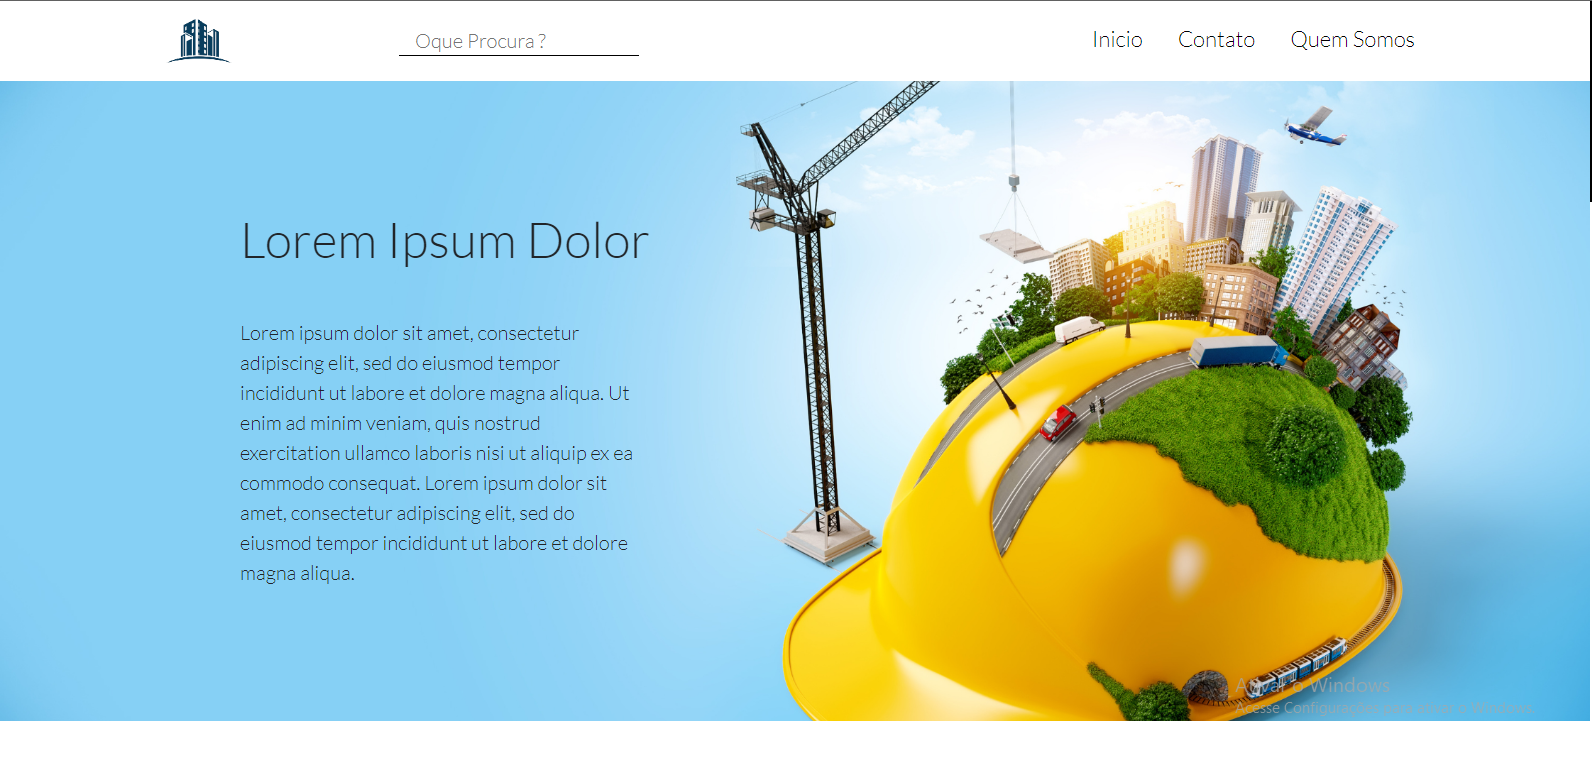 Oque Procura ?
Inicio
Contato
Quem Somos
Lorem Ipsum Dolor
Lorem ipsum dolor sit amet, consectetur
adipiscing elit, sed do eiusmod tempor
incididunt ut labore et dolore magna aliqua. Ut
enim ad minim veniam, quis nostrud
exercitation ullamco laboris nisi ut aliquip ex ea
commodo consequat. Lorem ipsum dolor sit
amet, consectetur adipiscing elit, sed do
eiusmod tempor incididunt ut labore et dolore
magna aliqua.
Ativar o Windows
Acesse Configurações para ativar o Windows.